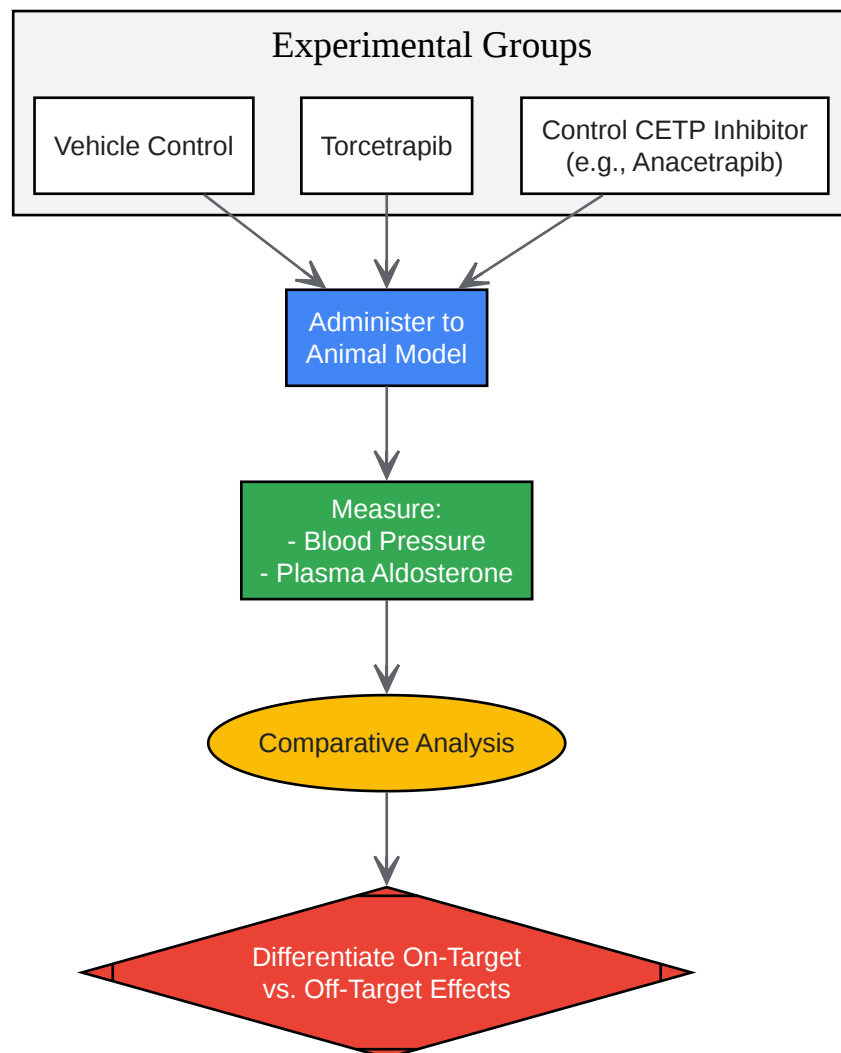 Experimental Groups
Vehicle Control
Torcetrapib
Control CETP Inhibitor
(e.g., Anacetrapib)
Administer to
Animal Model
Measure:
- Blood Pressure
- Plasma Aldosterone
Comparative Analysis
Differentiate On-Target
vs. Off-Target Effects